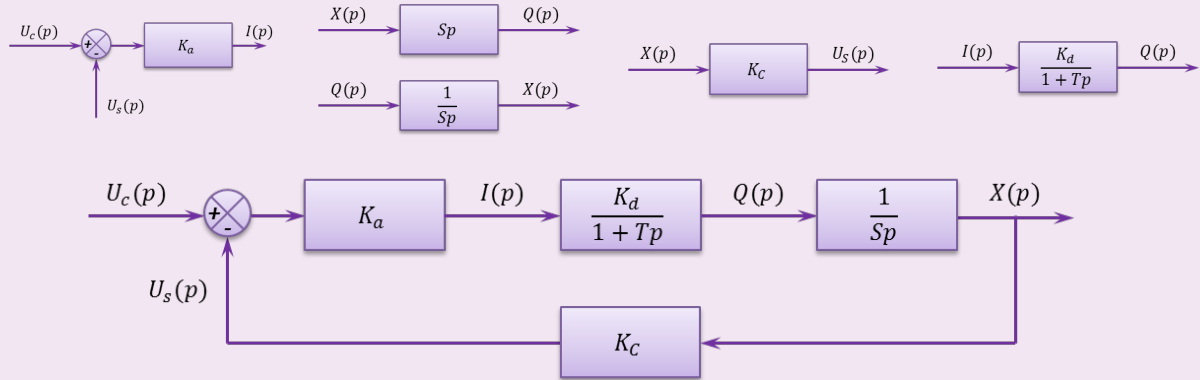 U_c(p) + - K_a I(p)
U_s(p)
X(p) Sp Q(p)
Q(p) 1/Sp X(p)
X(p) K_C U_S(p)
I(p) K_d/(1 + Tp) Q(p)
U_c(p) + - K_a I(p) K_d/(1 + Tp) Q(p) 1/Sp X(p)
U_s(p)
K_C